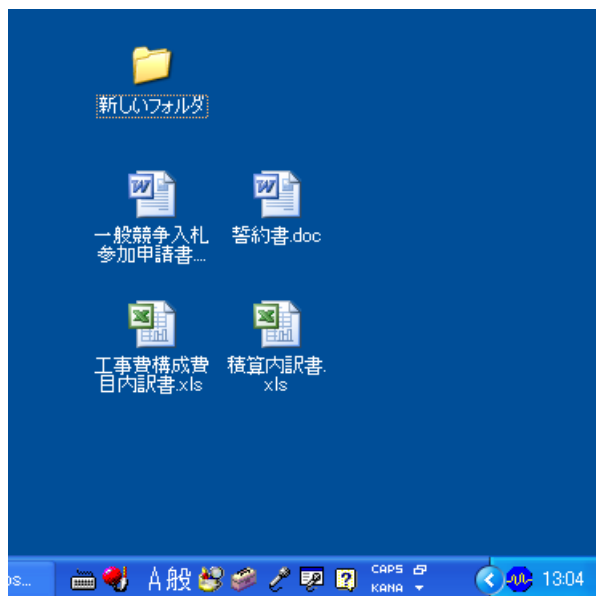 新しいフォルダ
一般競争入札
参加申請書....
誓約書.doc
工事費構成費
目内訳書.xls
積算内訳書.
xls
os...
A般
CAPS
KANA
13:04